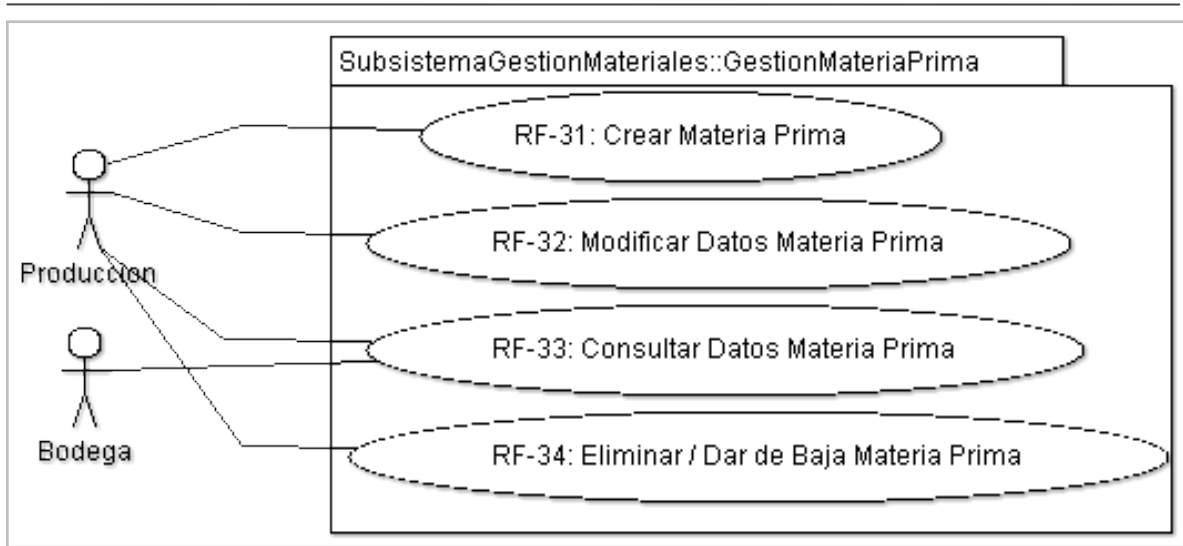 SubsistemaGestionMateriales::GestionMateriaPrima
RF-31: Crear Materia Prima
RF-32: Modificar Datos Materia Prima
Produccion
RF-33: Consultar Datos Materia Prima
Bodega
RF-34: Eliminar / Dar de Baja Materia Prima